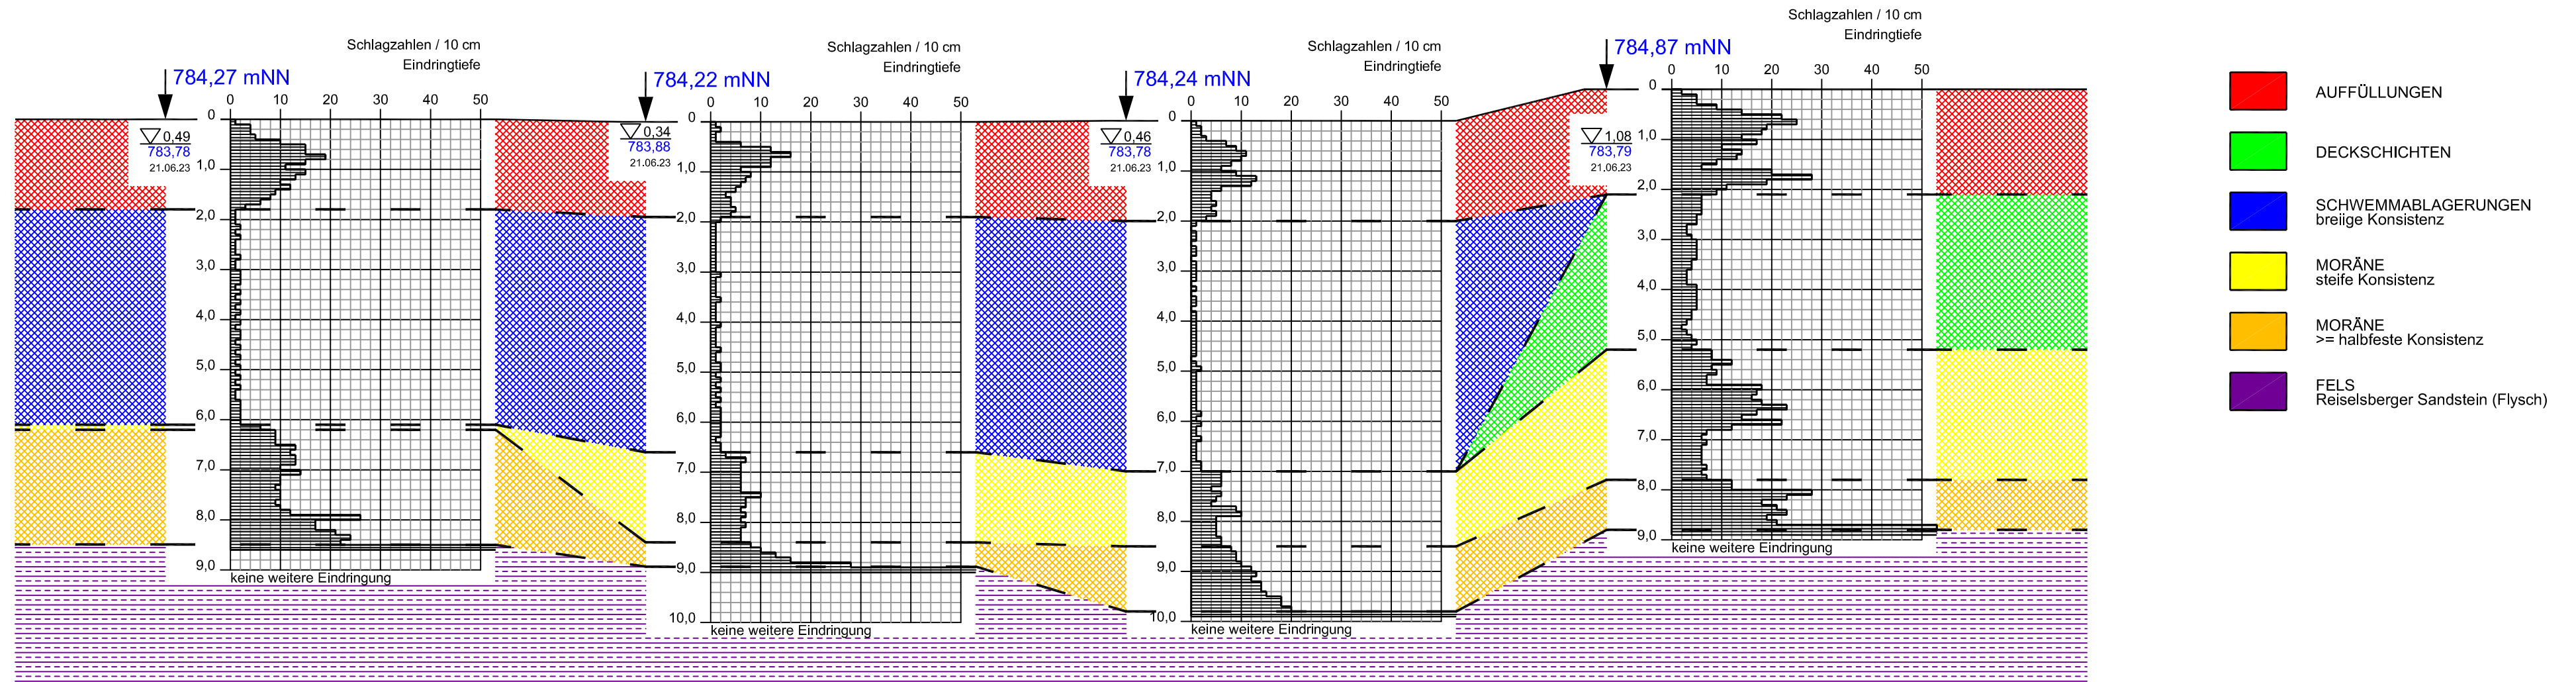 Schlagzahlen / 10 cm
Eindringtiefe
784,27 mNN
0 10 20 30 40 50
0
0,49
783,78
21.06.23
1,0
2,0
3,0
4,0
5,0
6,0
7,0
8,0
9,0
keine weitere Eindringung
Schlagzahlen / 10 cm
Eindringtiefe
784,22 mNN
0 10 20 30 40 50
0
0,34
783,88
21.06.23
1,0
2,0
3,0
4,0
5,0
6,0
7,0
8,0
9,0
10,0
keine weitere Eindringung
Schlagzahlen / 10 cm
Eindringtiefe
784,24 mNN
0 10 20 30 40 50
0
0,46
783,78
21.06.23
1,0
2,0
3,0
4,0
5,0
6,0
7,0
8,0
9,0
10,0
keine weitere Eindringung
Schlagzahlen / 10 cm
Eindringtiefe
784,87 mNN
0 10 20 30 40 50
0
1,08
783,79
21.06.23
1,0
2,0
3,0
4,0
5,0
6,0
7,0
8,0
9,0
keine weitere Eindringung
AUFFÜLLUNGEN
DECKSCHICHTEN
SCHWEMMABLAGERUNGEN
breiige Konsistenz
MORÄNE
steife Konsistenz
MORÄNE
>= halbfeste Konsistenz
FELS
Reiselsberger Sandstein (Flysch)